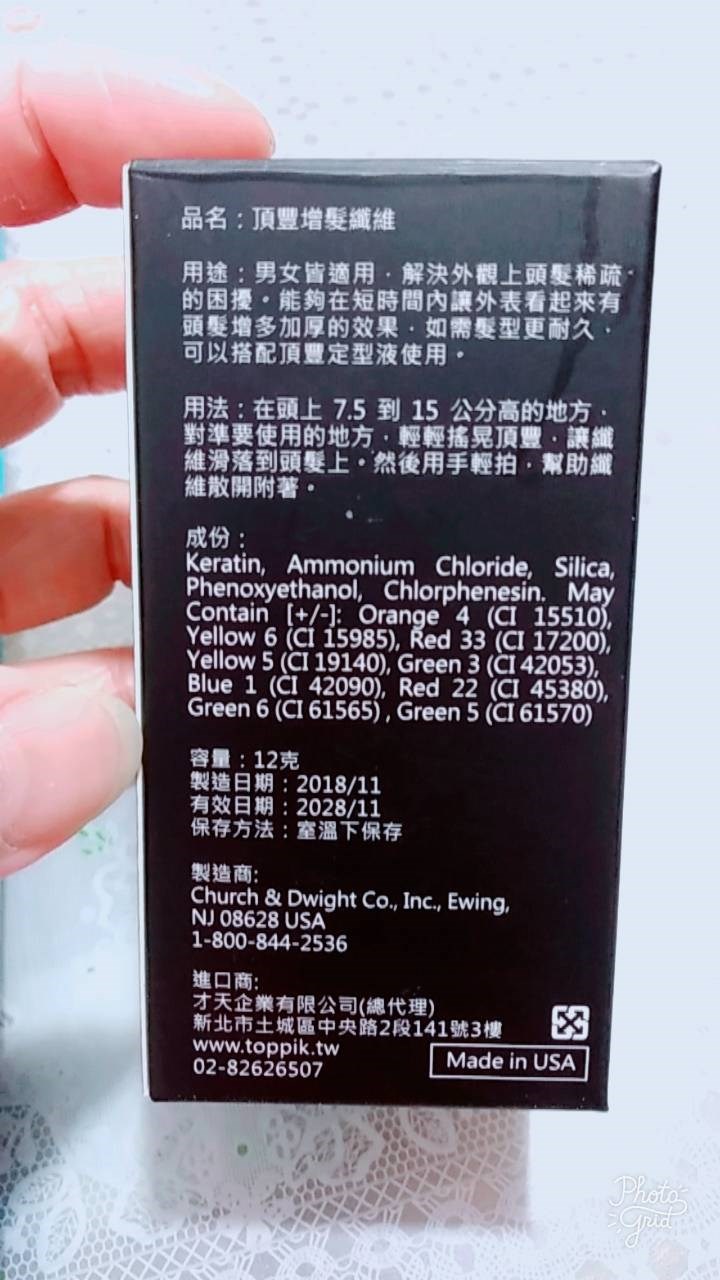 品名：頂豐增髮纖維
用途：男女皆適用，解決外觀上頭髮稀疏
的困擾。能夠在短時間內讓外表看起來有
頭髮增多加厚的效果，如需髮型更耐久，
可以搭配頂豐定型液使用。
用法：在頭上 7.5 到 15 公分高的地方，
對準要使用的地方，輕輕搖晃頂豐，讓纖
維滑落到頭髮上。然後用手輕拍，幫助纖
維散開附著。
成份：
Keratin, Ammonium Chloride, Silica,
Phenoxyethanol, Chlorphenesin. May
Contain [+/-]: Orange 4 (CI 15510),
Yellow 6 (CI 15985), Red 33 (CI 17200),
Yellow 5 (CI 19140), Green 3 (CI 42053),
Blue 1 (CI 42090), Red 22 (CI 45380),
Green 6 (CI 61565) , Green 5 (CI 61570)
容量：12克
製造日期：2018/11
有效日期：2028/11
保存方法：室溫下保存
製造商:
Church & Dwight Co., Inc., Ewing,
NJ 08628 USA
1-800-844-2536
進口商:
才天企業有限公司(總代理)
新北市土城區中央路2段141號3樓
www.toppik.tw
02-82626507
Made in USA
Photo
Grid